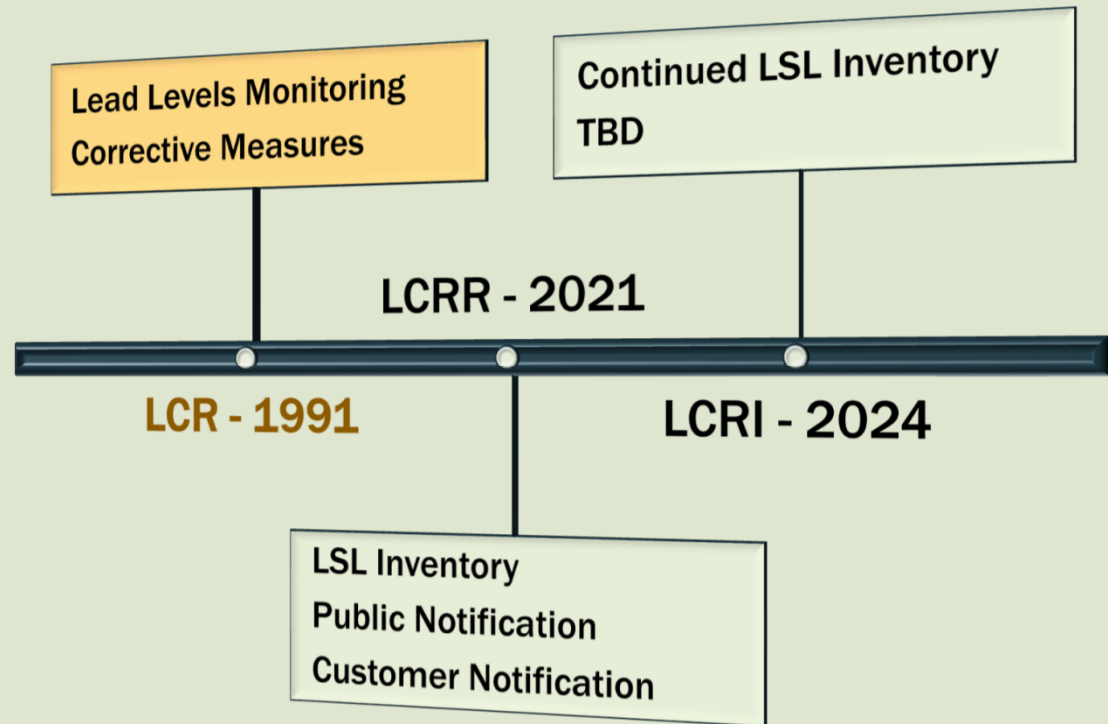 Lead Levels Monitoring
Corrective Measures
Continued LSL Inventory
TBD
LCRR - 2021
LCR - 1991
LCRI - 2024
LSL Inventory
Public Notification
Customer Notification